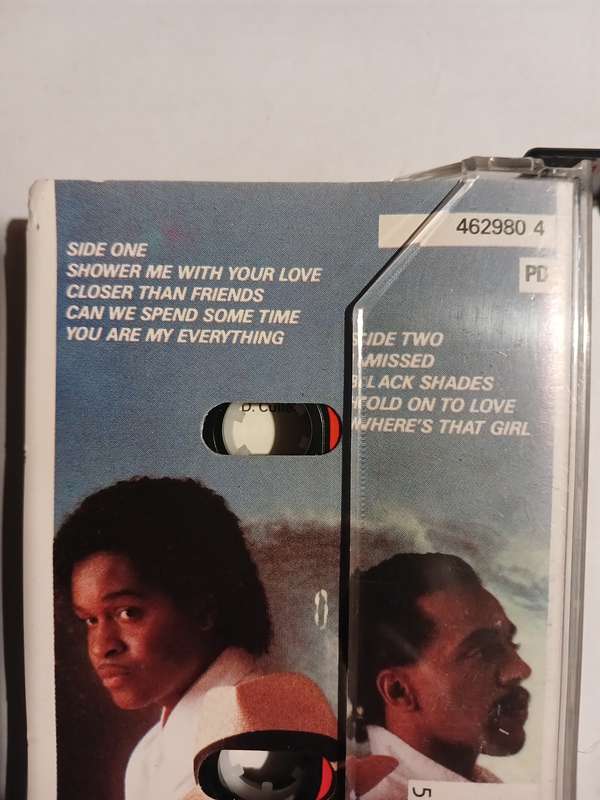 462980 4
PD
SIDE ONE
SHOWER ME WITH YOUR LOVE
CLOSER THAN FRIENDS
CAN WE SPEND SOME TIME
YOU ARE MY EVERYTHING
SIDE TWO
MISSED
BLACK SHADES
HOLD ON TO LOVE
WHERE'S THAT GIRL
D.
5